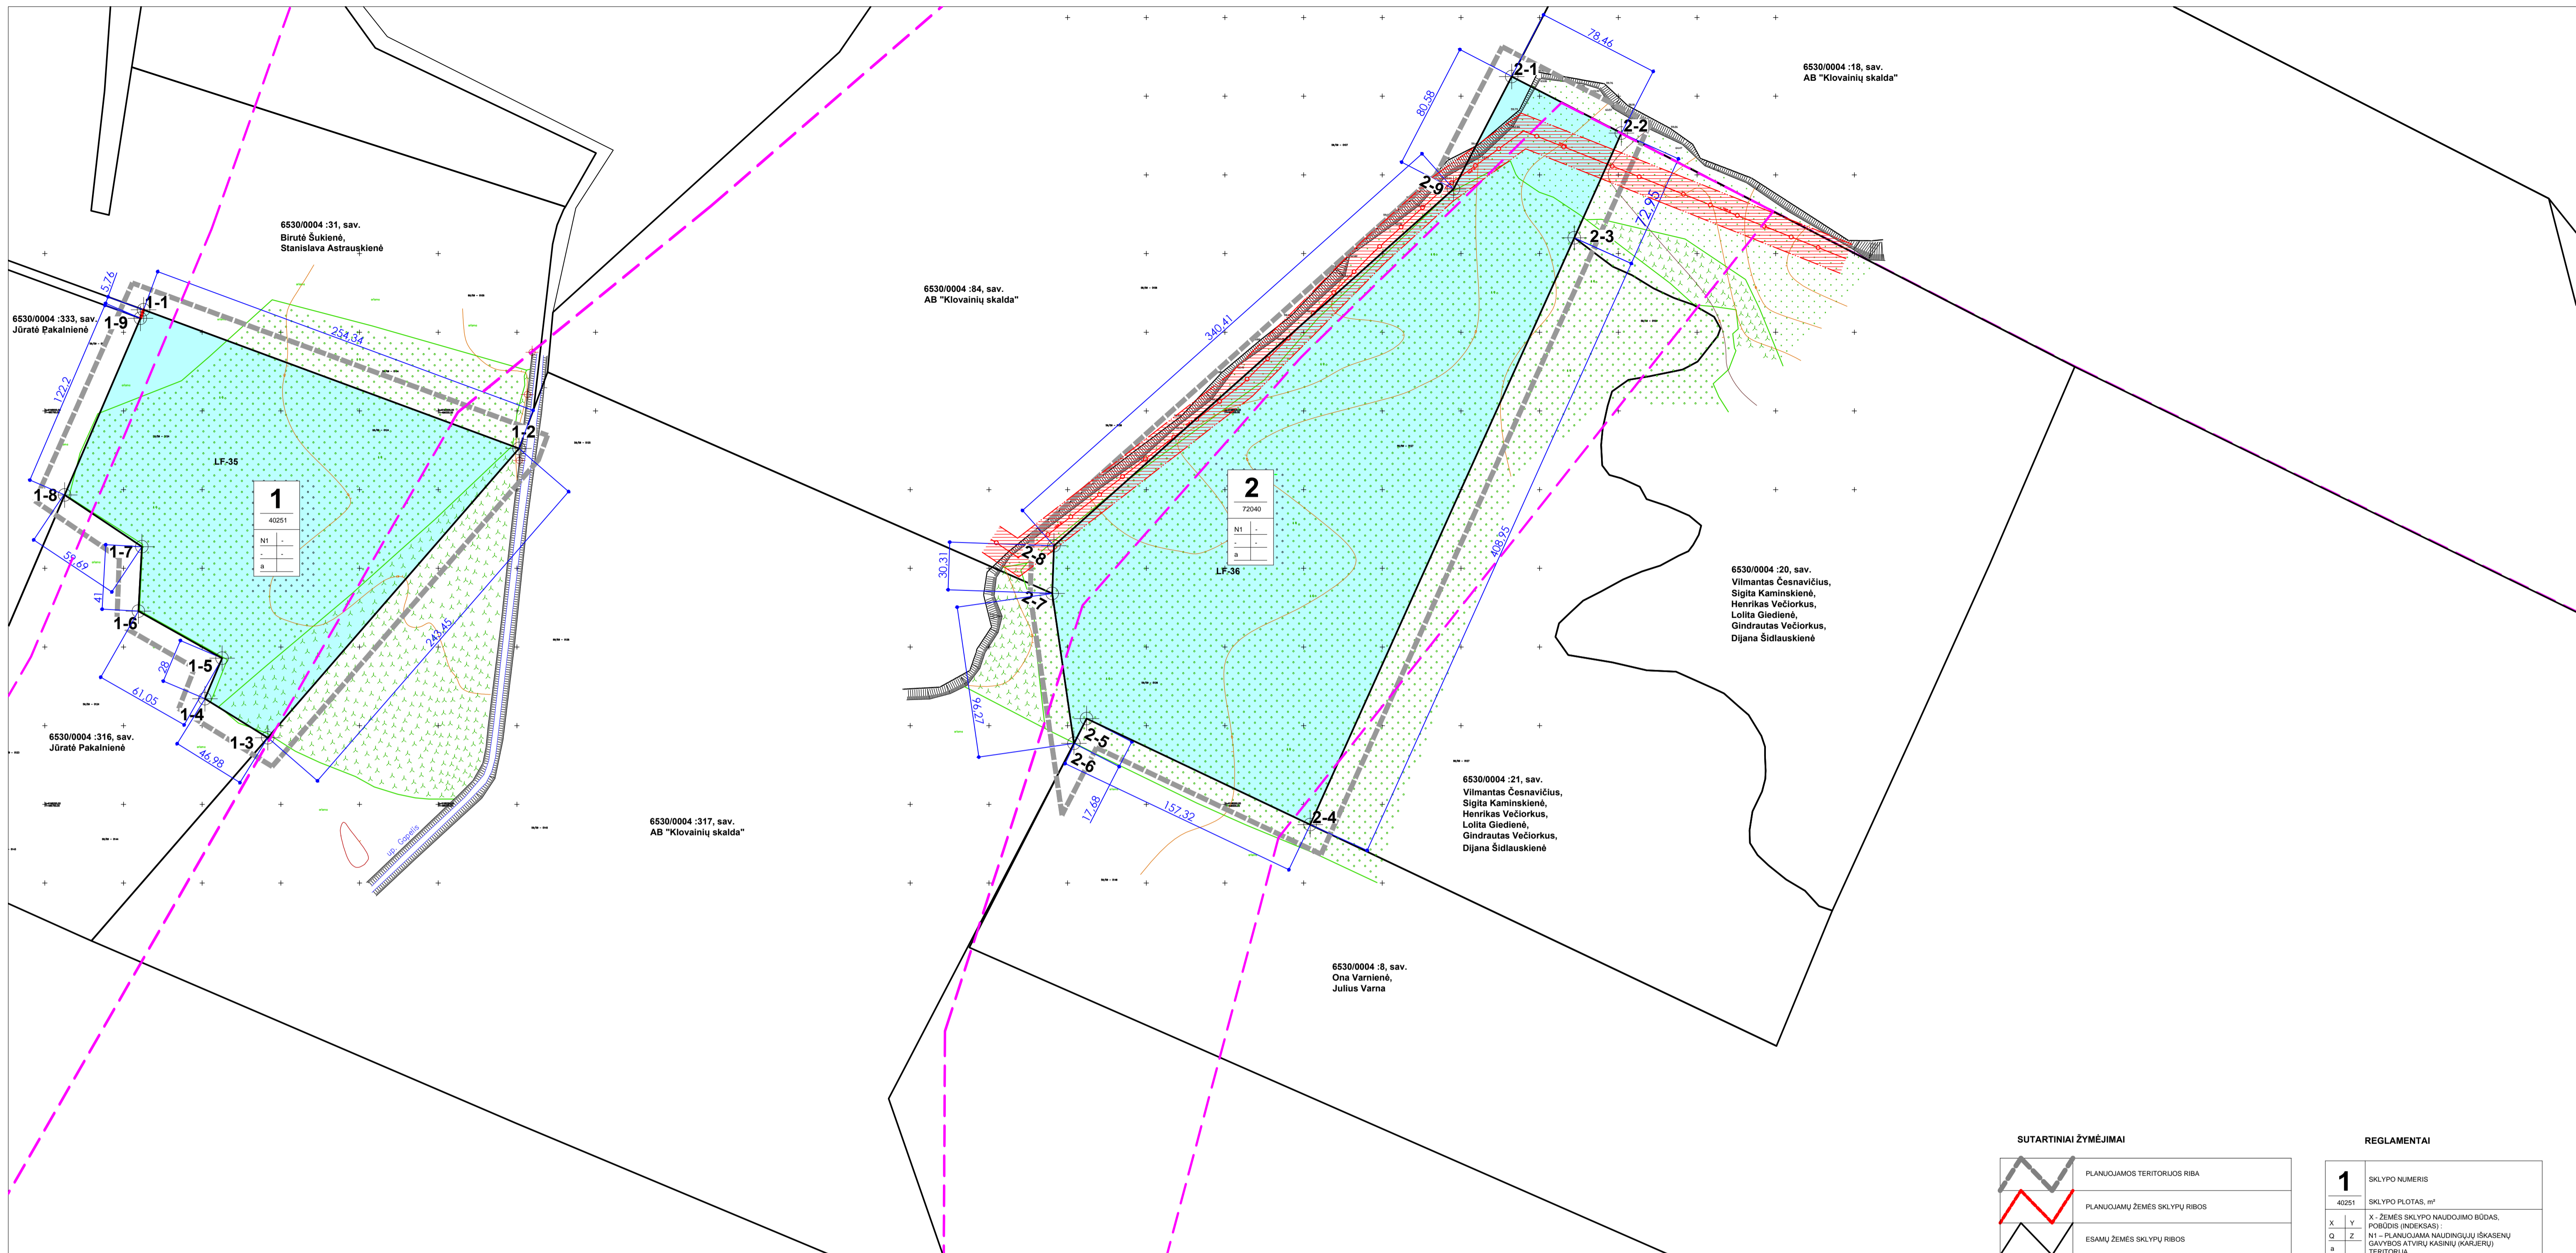 6530/0004 :31, sav.
Birutė Šukienė,
Stanislava Astrauskienė
6530/0004 :333, sav.
Jūratė Pakalnienė
5,76
1-1
1-9
254,34
122,2
1-2
LF-35
1
40251
N1 -
- -
a
1-8
1-7
59,69
41
1-6
1-5
28
61,05
1-4
1-3
46,98
243,45
6530/0004 :316, sav.
Jūratė Pakalnienė
up. Gapelis
6530/0004 :317, sav.
AB "Klovainių skalda"
6530/0004 :84, sav.
AB "Klovainių skalda"
78,46
2-1
80,58
2-2
2-9
72,95
2-3
340,41
6530/0004 :18, sav.
AB "Klovainių skalda"
2
72040
N1 -
- -
a
LF-36
2-8
30,31
2-7
96,27
2-5
2-6
17,68
157,32
2-4
408,95
6530/0004 :20, sav.
Vilmantas Česnavičius,
Sigita Kaminskienė,
Henrikas Večiorkus,
Lolita Giedienė,
Gindrautas Večiorkus,
Dijana Šidlauskienė
6530/0004 :21, sav.
Vilmantas Česnavičius,
Sigita Kaminskienė,
Henrikas Večiorkus,
Lolita Giedienė,
Gindrautas Večiorkus,
Dijana Šidlauskienė
6530/0004 :8, sav.
Ona Varnienė,
Julius Varna
SUTARTINIAI ŽYMĖJIMAI
PLANUOJAMOS TERITORIJOS RIBA
PLANUOJAMŲ ŽEMĖS SKLYPŲ RIBOS
ESAMŲ ŽEMĖS SKLYPŲ RIBOS
REGLAMENTAI
1
SKLYPO NUMERIS
40251
SKLYPO PLOTAS, m²
X Y
Q Z
a
X - ŽEMĖS SKLYPO NAUDOJIMO BŪDAS,
POBŪDIS (INDEKSAS) :
N1 – PLANUOJAMA NAUDINGŲJŲ IŠKASENŲ
GAVYBOS ATVIRŲ KASINIŲ (KARJERŲ)
TERITORIJA